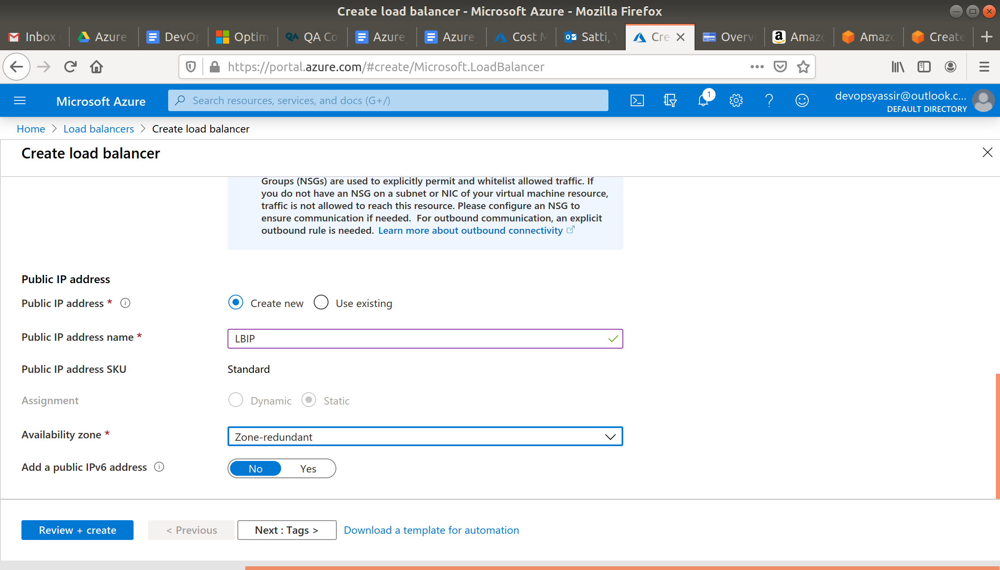 Create load balancer - Microsoft Azure - Mozilla Firefox
Inbox
Azure
DevOp
Optim
QA Co
Azure_
Azure_
Cost M
Satti, Y
Cre
Overvi
Amazo
Amazo
Create
https://portal.azure.com/#create/Microsoft.LoadBalancer
Microsoft Azure
Search resources, services, and docs (G+/)
1
devopsyassir@outlook.c...
DEFAULT DIRECTORY
Home > Load balancers > Create load balancer
Create load balancer
Groups (NSGs) are used to explicitly permit and whitelist allowed traffic. If
you do not have an NSG on a subnet or NIC of your virtual machine resource,
traffic is not allowed to reach this resource. Please configure an NSG to
ensure communication if needed. For outbound communication, an explicit
outbound rule is needed. Learn more about outbound connectivity
Public IP address
Public IP address * Create new Use existing
Public IP address name * LBIP
Public IP address SKU Standard
Assignment Dynamic Static
Availability zone * Zone-redundant
Add a public IPv6 address No Yes
Review + create < Previous Next : Tags > Download a template for automation